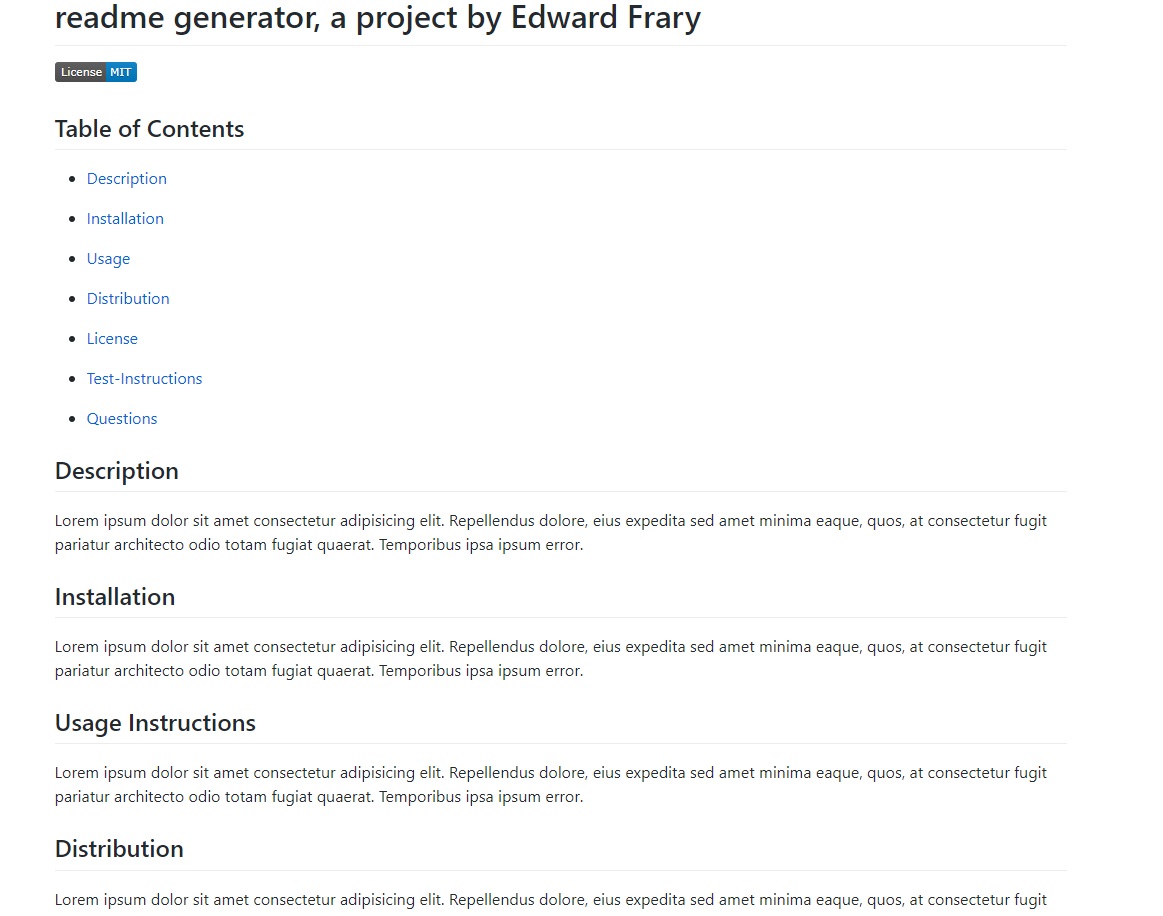 readme generator, a project by Edward Frary
License MIT
Table of Contents
Description
Installation
Usage
Distribution
License
Test-Instructions
Questions
Description
Lorem ipsum dolor sit amet consectetur adipisicing elit. Repellendus dolore, eius expedita sed amet minima eaque, quos, at consectetur fugit
pariatur architecto odio totam fugiat quaerat. Temporibus ipsa ipsum error.
Installation
Lorem ipsum dolor sit amet consectetur adipisicing elit. Repellendus dolore, eius expedita sed amet minima eaque, quos, at consectetur fugit
pariatur architecto odio totam fugiat quaerat. Temporibus ipsa ipsum error.
Usage Instructions
Lorem ipsum dolor sit amet consectetur adipisicing elit. Repellendus dolore, eius expedita sed amet minima eaque, quos, at consectetur fugit
pariatur architecto odio totam fugiat quaerat. Temporibus ipsa ipsum error.
Distribution
Lorem ipsum dolor sit amet consectetur adipisicing elit. Repellendus dolore, eius expedita sed amet minima eaque, quos, at consectetur fugit